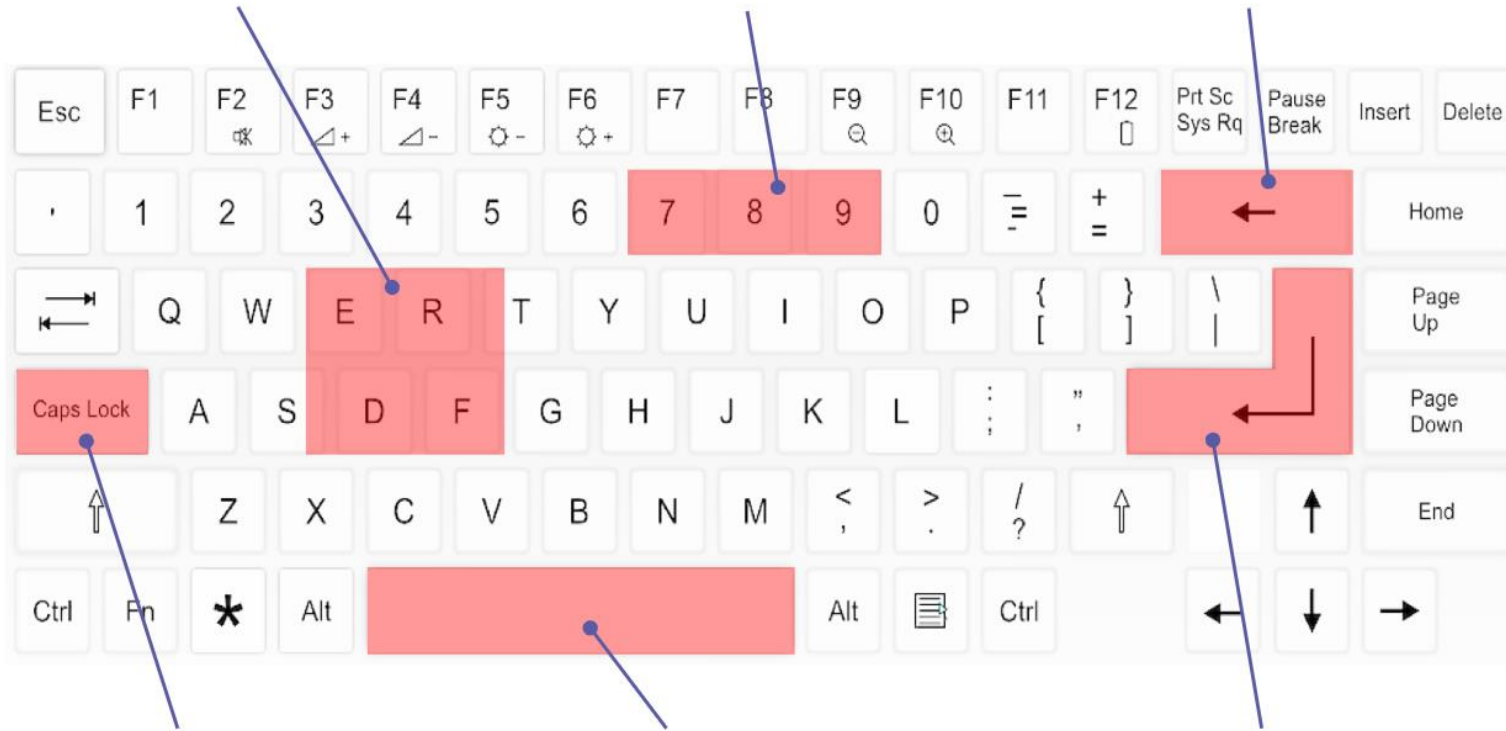 Esc F1 F2 F3 F4 F5 F6 F7 F8 F9 F10 F11 F12 Prt Sc Sys Rq Pause Break Insert Delete
' 1 2 3 4 5 6 7 8 9 0 _ = - + = ← Home
Q W E R T Y U I O P { [ } ] \ | Page Up
Caps Lock A S D F G H J K L : ; " , Page Down
⇧ Z X C V B N M < , > . / ? ⇧ ↑ End
Ctrl Fn * Alt Alt Ctrl ← ↓ →